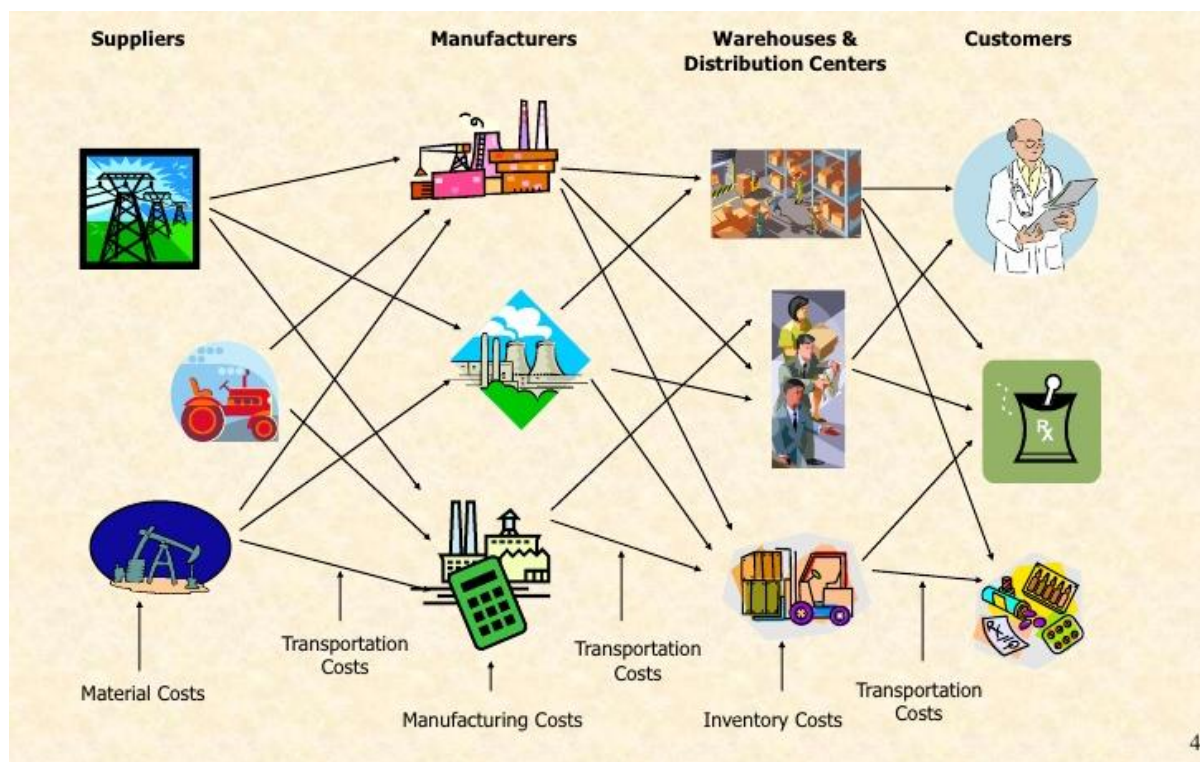 Suppliers
Manufacturers
Warehouses &
Distribution Centers
Customers
Rx
Transportation
Costs
Transportation
Costs
Transportation
Costs
Material Costs
Manufacturing Costs
Inventory Costs
4